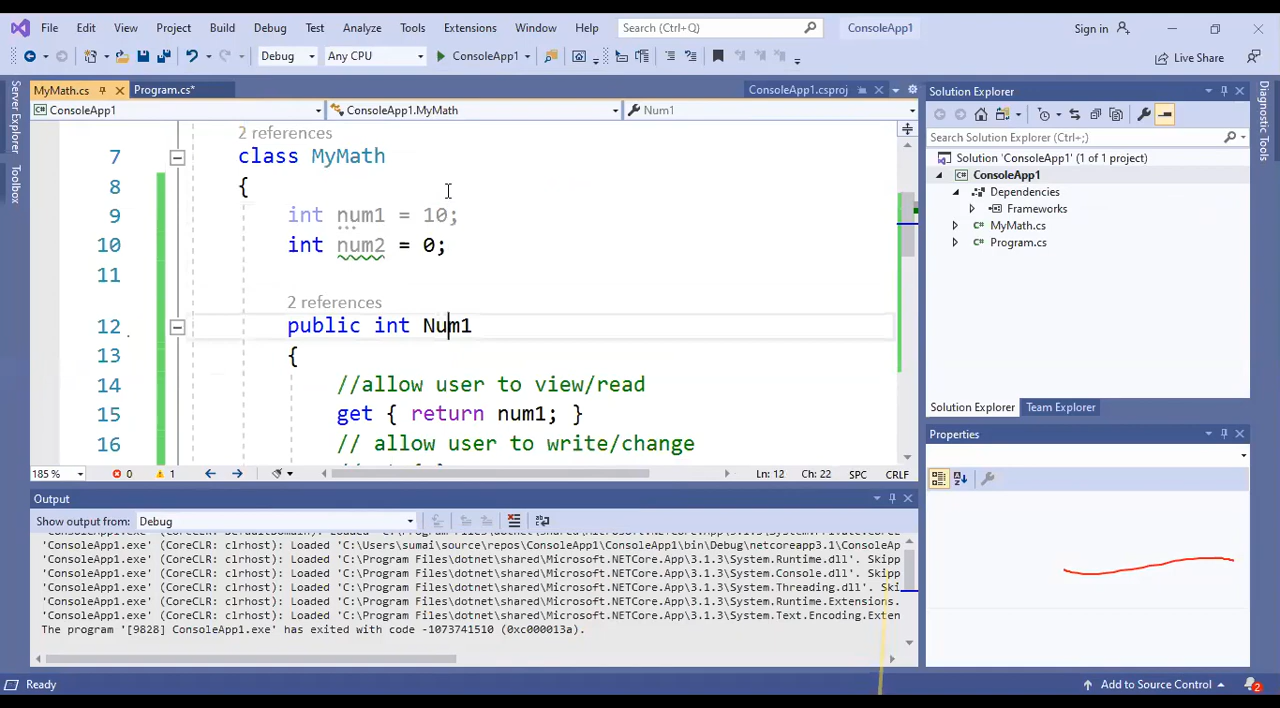 File Edit View Project Build Debug Test Analyze Tools Extensions Window Help Search (Ctrl+Q) ConsoleApp1 Sign in
Debug Any CPU ConsoleApp1 Live Share
MyMath.cs Program.cs* ConsoleApp1.csproj
ConsoleApp1 ConsoleApp1.MyMath Num1
Server Explorer
Toolbox
2 references
7 class MyMath
8 {
9 int num1 = 10;
10 int num2 = 0;
11
2 references
12 public int Num1
13 {
14 //allow user to view/read
15 get { return num1; }
16 // allow user to write/change
185 % 0 1 Ln: 12 Ch: 22 SPC CRLF
Output
Show output from: Debug
'ConsoleApp1.exe' (CoreCLR: clrhost): Loaded 'C:\Users\sumai\source\repos\ConsoleApp1\ConsoleApp1\bin\Debug\netcoreapp3.1\ConsoleApp
'ConsoleApp1.exe' (CoreCLR: clrhost): Loaded 'C:\Program Files\dotnet\shared\Microsoft.NETCore.App\3.1.3\System.Runtime.dll'. Skipp
'ConsoleApp1.exe' (CoreCLR: clrhost): Loaded 'C:\Program Files\dotnet\shared\Microsoft.NETCore.App\3.1.3\System.Console.dll'. Skipp
'ConsoleApp1.exe' (CoreCLR: clrhost): Loaded 'C:\Program Files\dotnet\shared\Microsoft.NETCore.App\3.1.3\System.Threading.dll'. Ski
'ConsoleApp1.exe' (CoreCLR: clrhost): Loaded 'C:\Program Files\dotnet\shared\Microsoft.NETCore.App\3.1.3\System.Runtime.Extensions.
'ConsoleApp1.exe' (CoreCLR: clrhost): Loaded 'C:\Program Files\dotnet\shared\Microsoft.NETCore.App\3.1.3\System.Text.Encoding.Exten
The program '[9828] ConsoleApp1.exe' has exited with code -1073741510 (0xc000013a).
Solution Explorer
Search Solution Explorer (Ctrl+;)
Solution 'ConsoleApp1' (1 of 1 project)
ConsoleApp1
Dependencies
Frameworks
MyMath.cs
Program.cs
Solution Explorer Team Explorer
Properties
Diagnostic Tools
Ready Add to Source Control 2